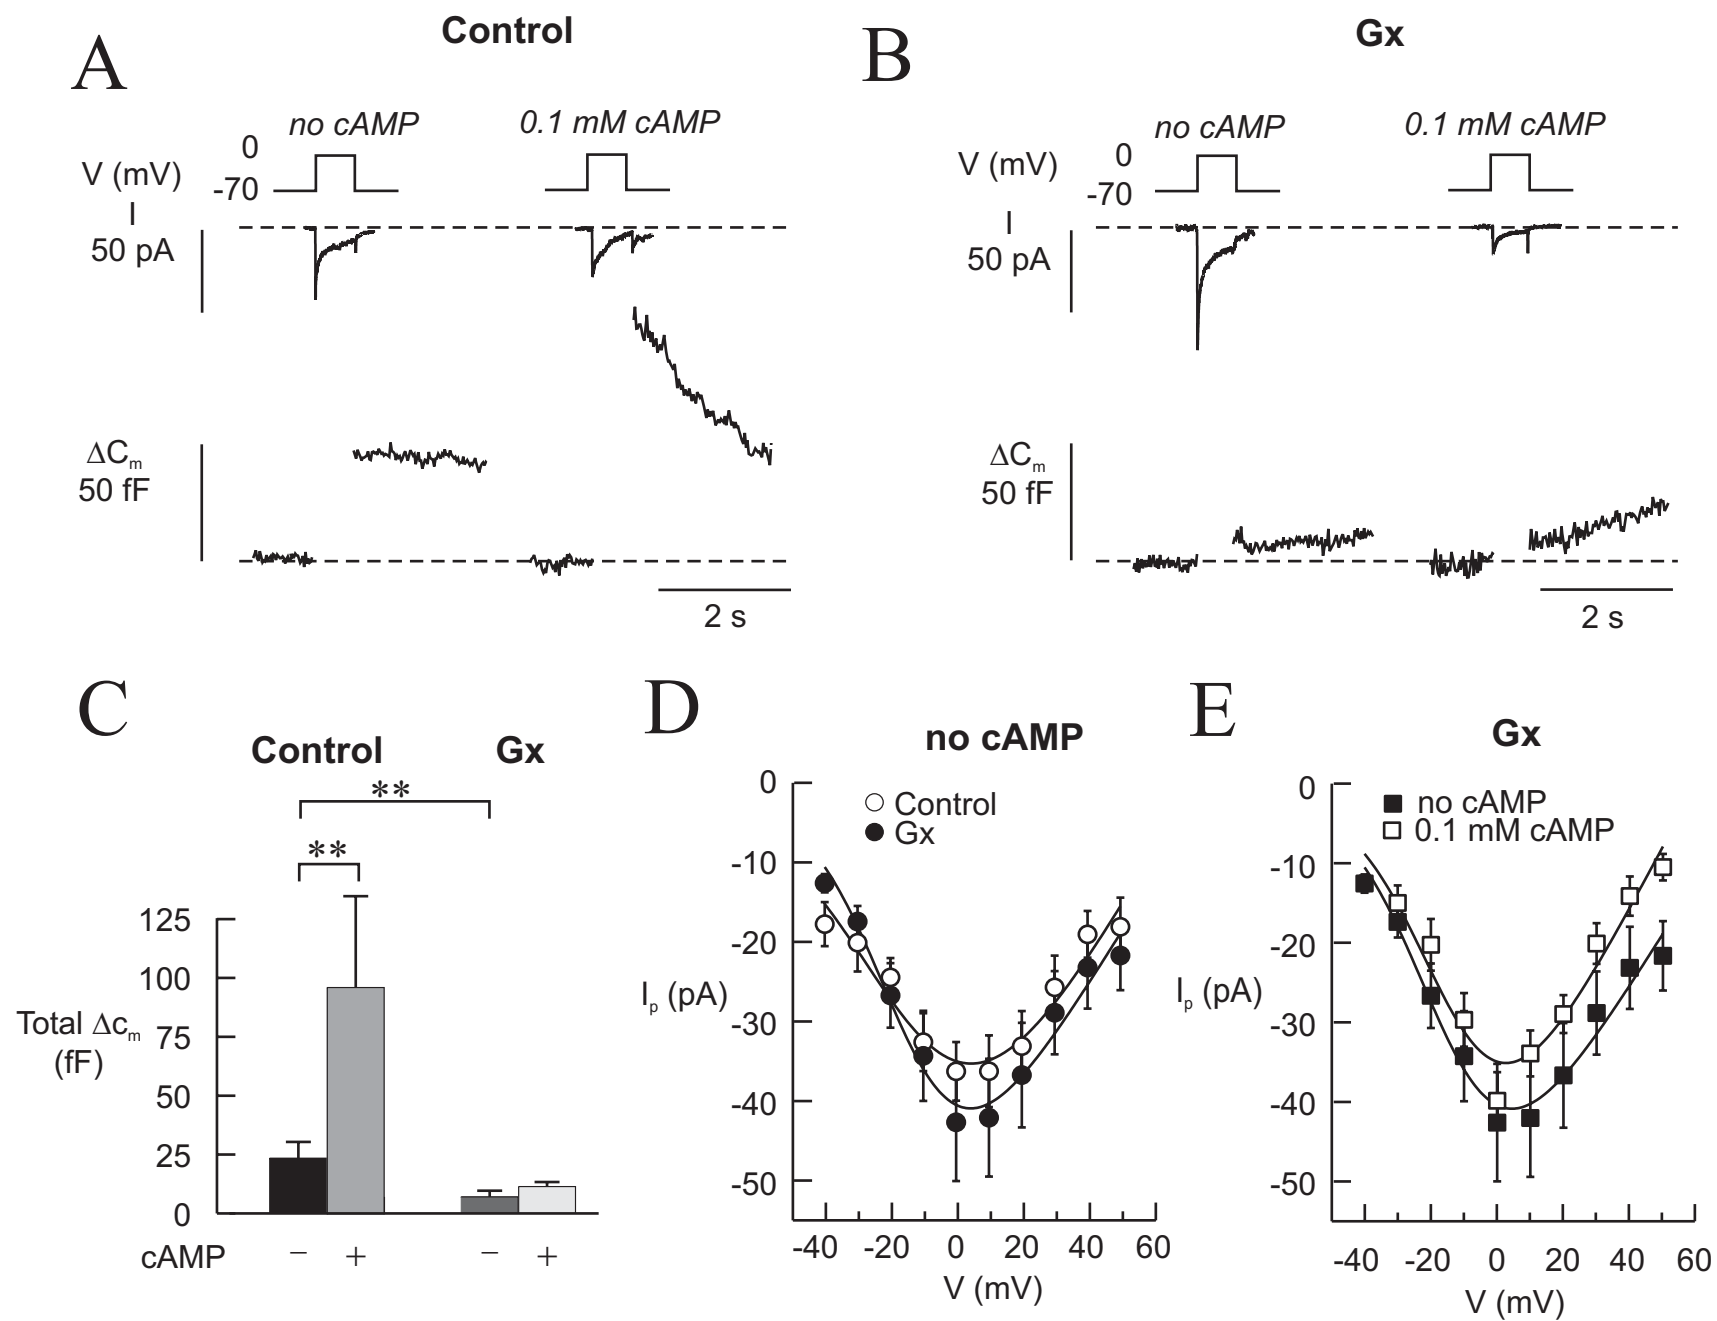 A
Control
no cAMP
0.1 mM cAMP
V (mV)
0
-70
I
50 pA
ΔCm
50 fF
2 s
B
Gx
no cAMP
0.1 mM cAMP
V (mV)
0
-70
I
50 pA
ΔCm
50 fF
2 s
C
Control
Gx
**
**
125
100
75
50
25
0
Total Δcm
(fF)
cAMP
−
+
−
+
D
no cAMP
Control
Gx
0
-10
-20
-30
-40
-50
Ip (pA)
-40
-20
0
20
40
60
V (mV)
E
Gx
no cAMP
0.1 mM cAMP
0
-10
-20
-30
-40
-50
Ip (pA)
-40
-20
0
20
40
60
V (mV)